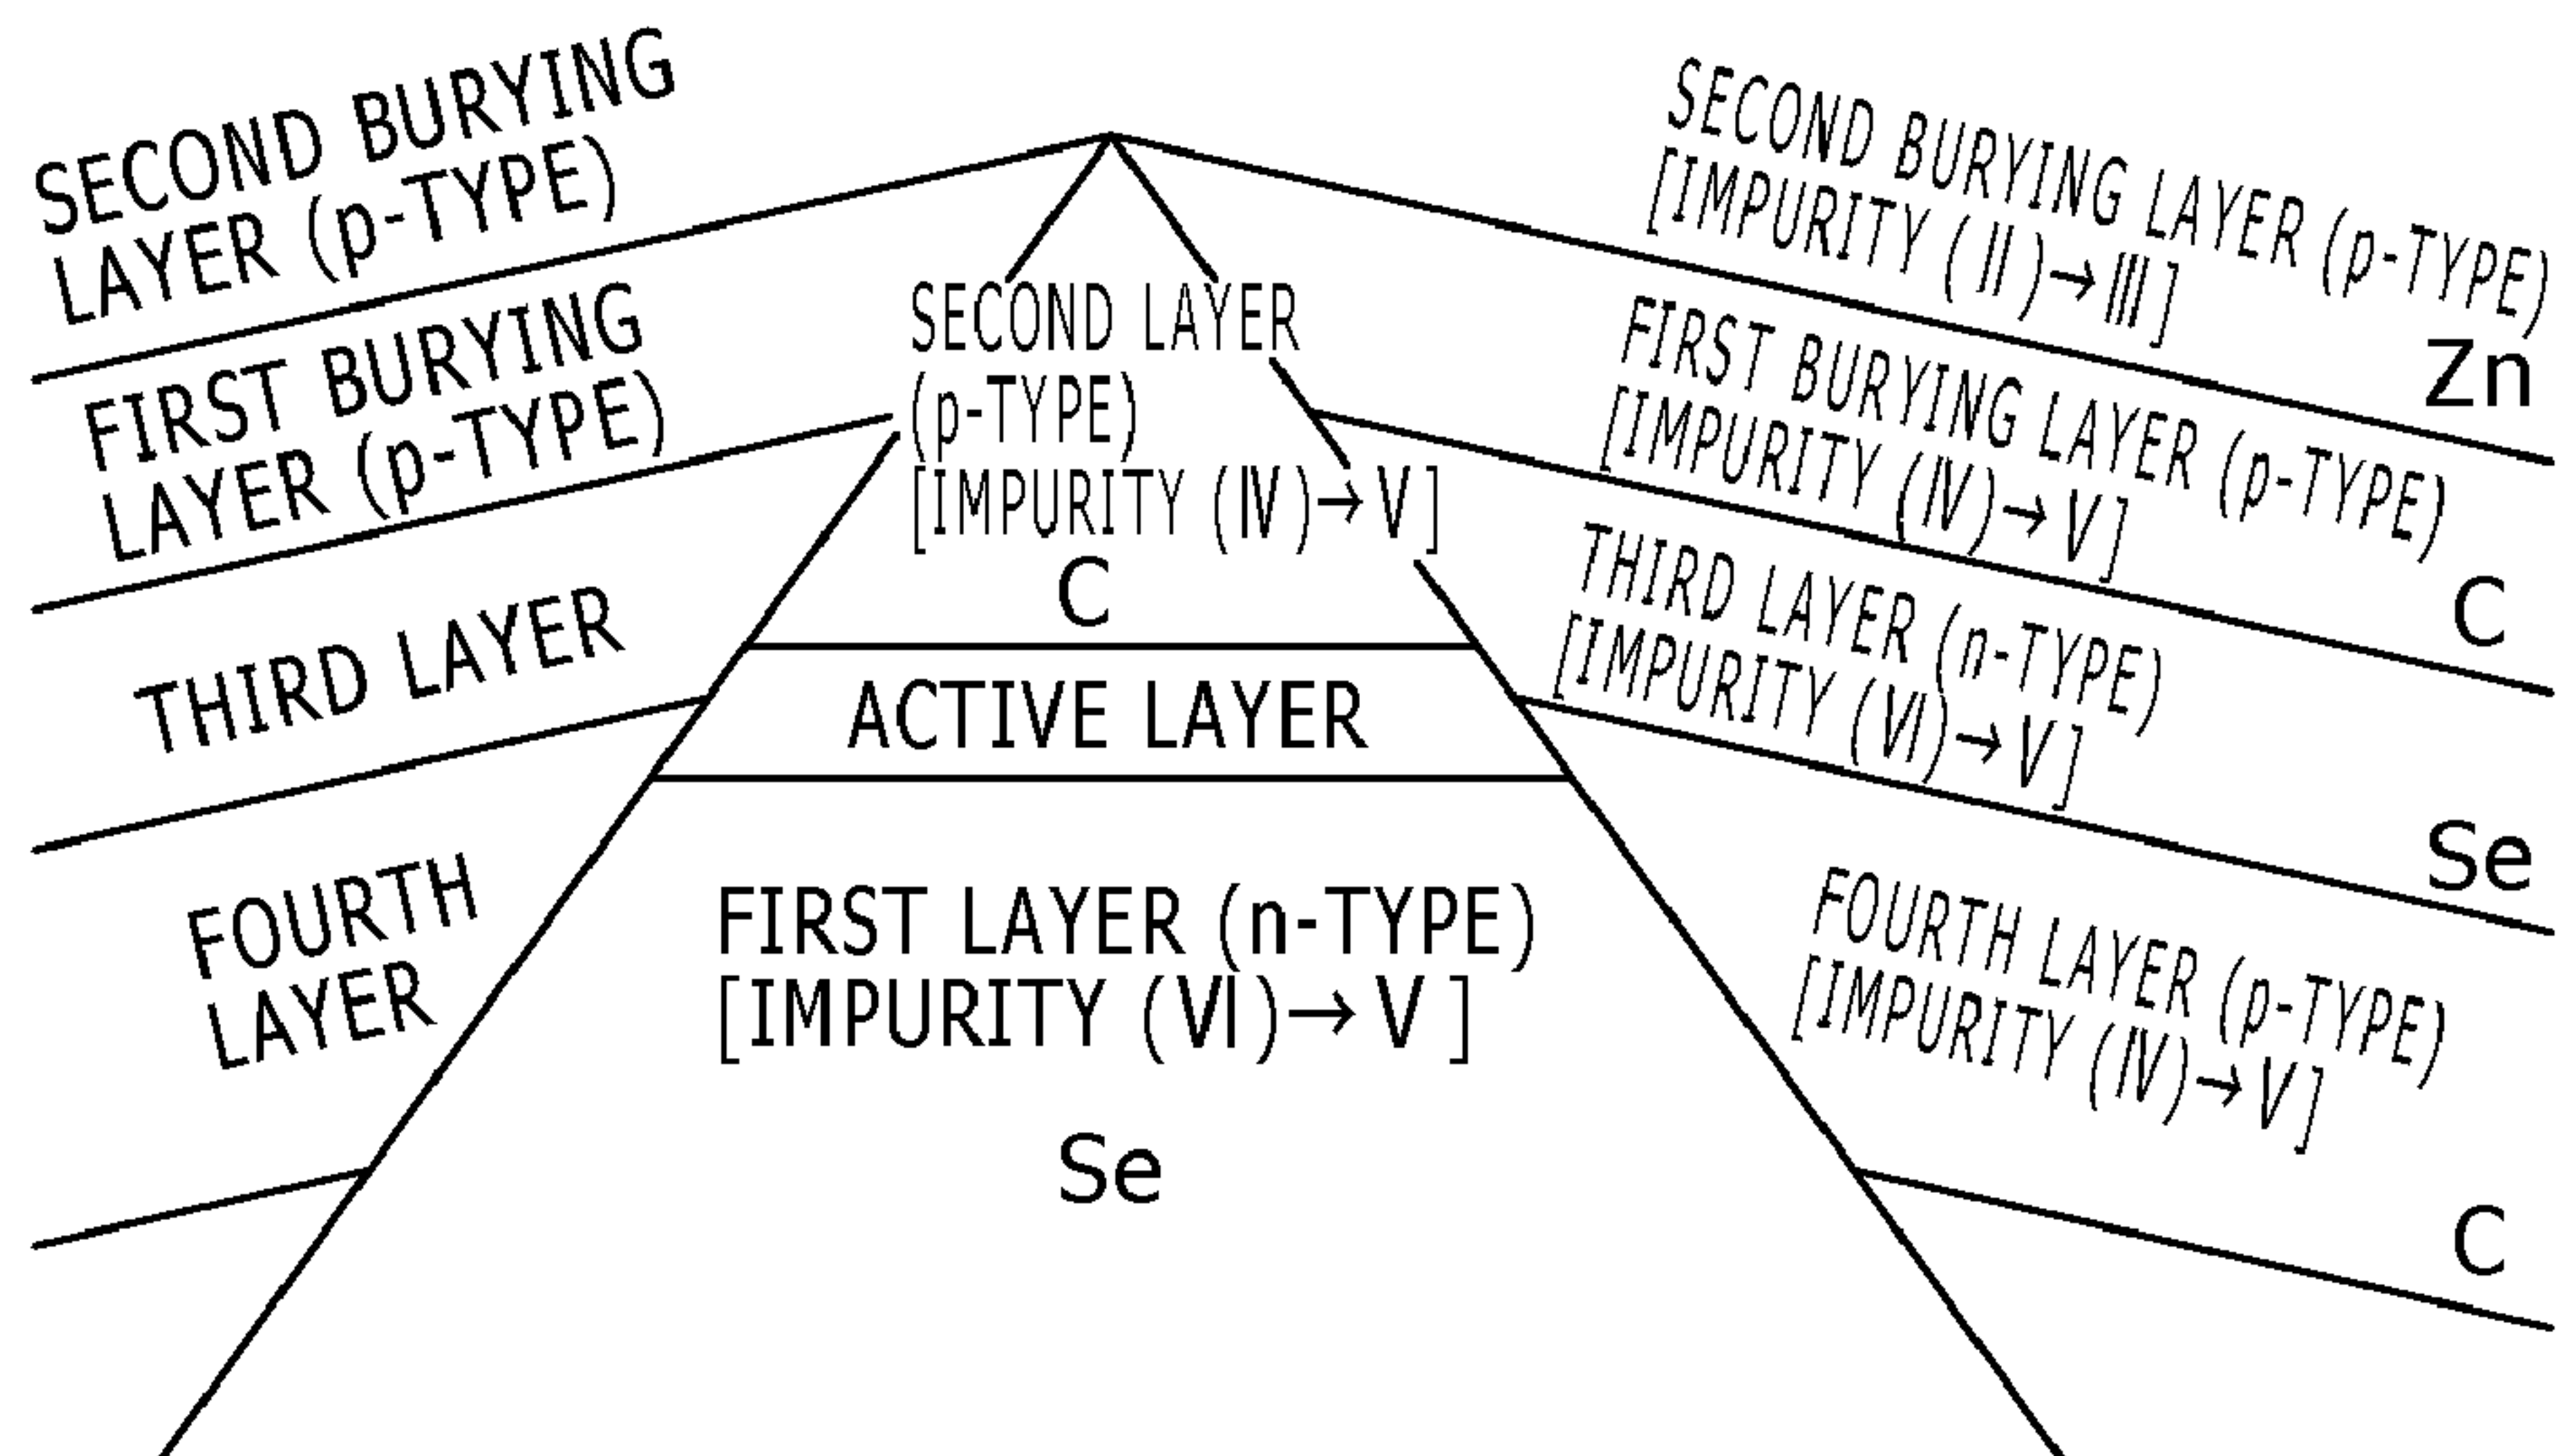 SECOND BURYING
LAYER (p-TYPE)
FIRST BURYING
LAYER (p-TYPE)
THIRD LAYER
FOURTH
LAYER
SECOND LAYER
(p-TYPE)
[IMPURITY (Ⅳ)→Ⅴ]
C
ACTIVE LAYER
FIRST LAYER (n-TYPE)
[IMPURITY (Ⅵ)→Ⅴ]
Se
SECOND BURYING LAYER (p-TYPE)
[IMPURITY (Ⅱ)→Ⅲ]
Zn
FIRST BURYING LAYER (p-TYPE)
[IMPURITY (Ⅳ)→Ⅴ]
C
THIRD LAYER (n-TYPE)
[IMPURITY (Ⅵ)→Ⅴ]
Se
FOURTH LAYER (p-TYPE)
[IMPURITY (Ⅳ)→Ⅴ]
C